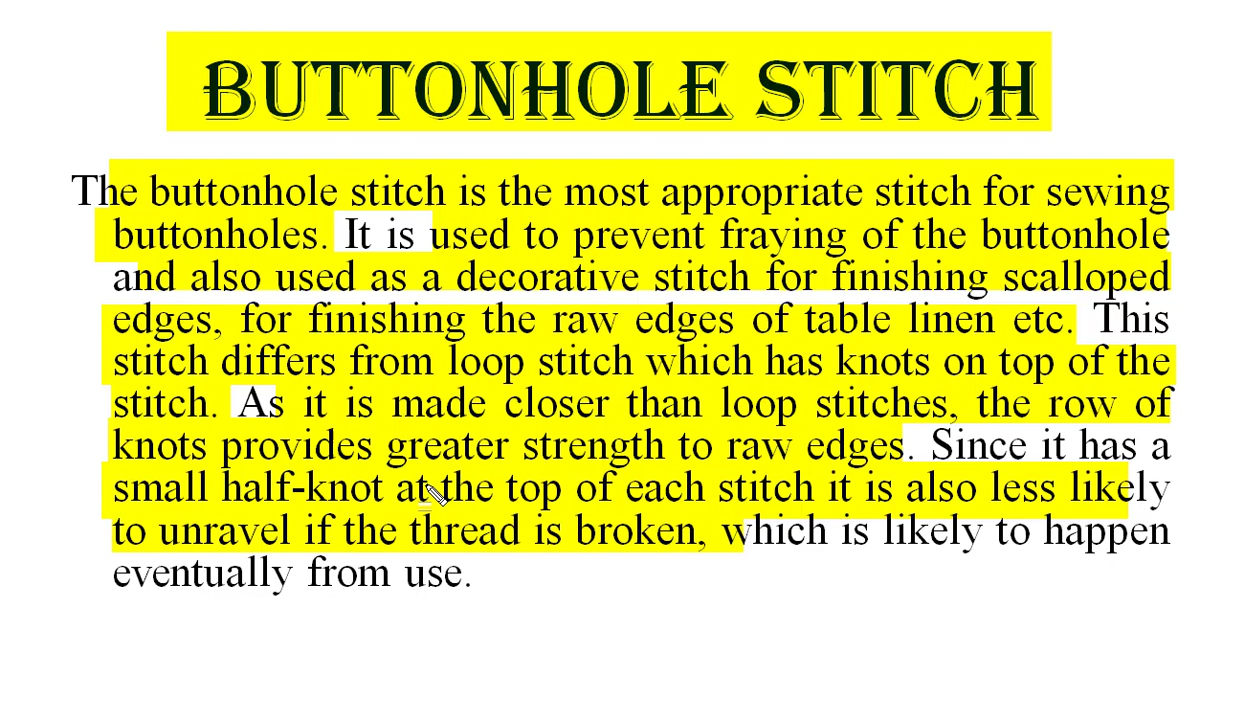 BUTTONHOLE STITCH
The buttonhole stitch is the most appropriate stitch for sewing
buttonholes. It is used to prevent fraying of the buttonhole
and also used as a decorative stitch for finishing scalloped
edges, for finishing the raw edges of table linen etc. This
stitch differs from loop stitch which has knots on top of the
stitch. As it is made closer than loop stitches, the row of
knots provides greater strength to raw edges. Since it has a
small half-knot at the top of each stitch it is also less likely
to unravel if the thread is broken, which is likely to happen
eventually from use.